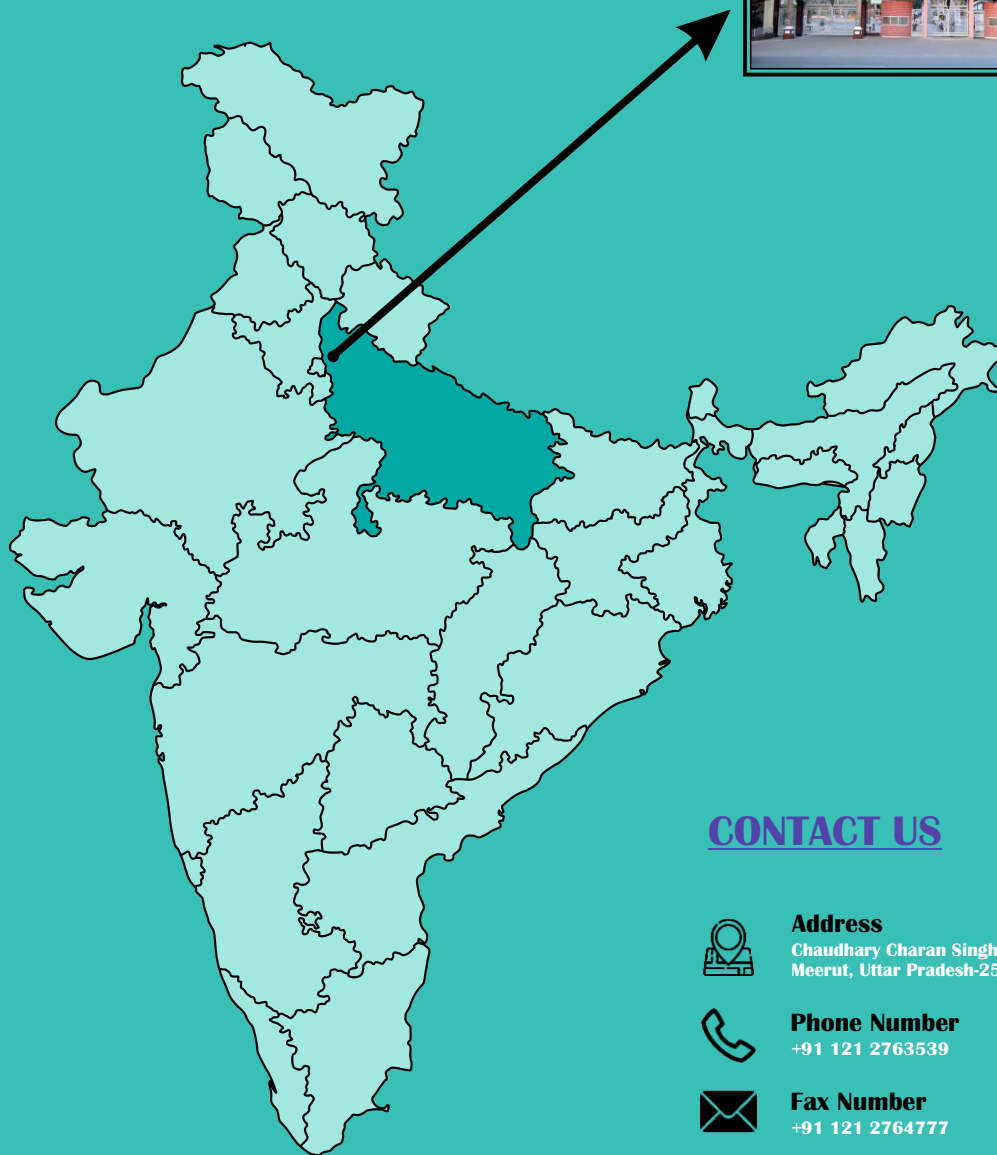 CONTACT US
Address
Chaudhary Charan Singh
Meerut, Uttar Pradesh-25
Phone Number
+91 121 2763539
Fax Number
+91 121 2764777